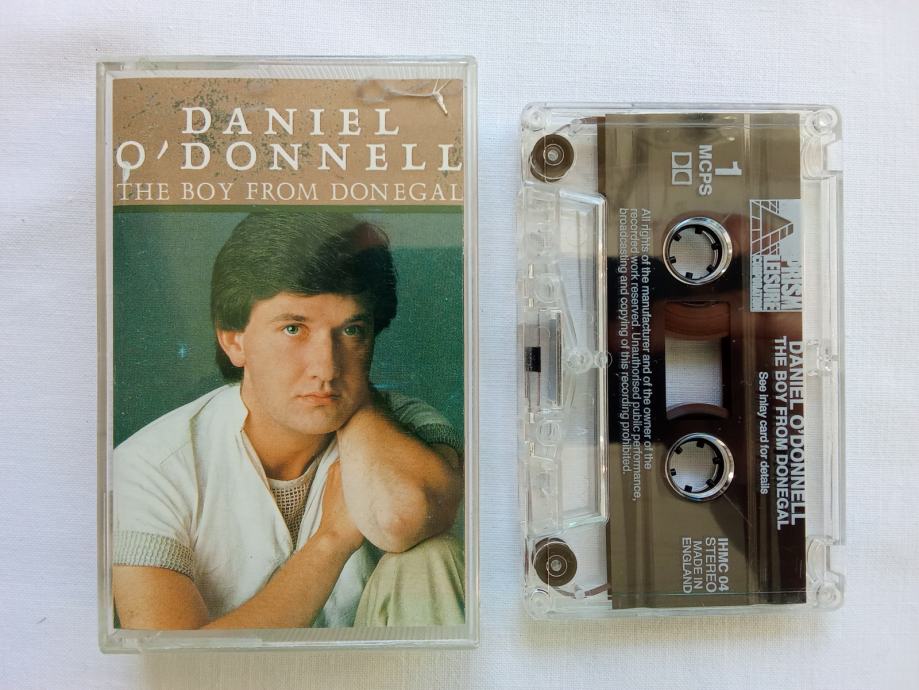 DANIEL
O'DONNELL
THE BOY FROM DONEGAL
1
MCPS
PRISM
LEISURE
CORPORATION
DANIEL O'DONNELL
THE BOY FROM DONEGAL
See inlay card for details
All rights of the manufacturer and of the owner of the
recorded work reserved. Unauthorised public performance,
broadcasting and copying of this recording prohibited.
IHMC 04
STEREO
MADE IN
ENGLAND